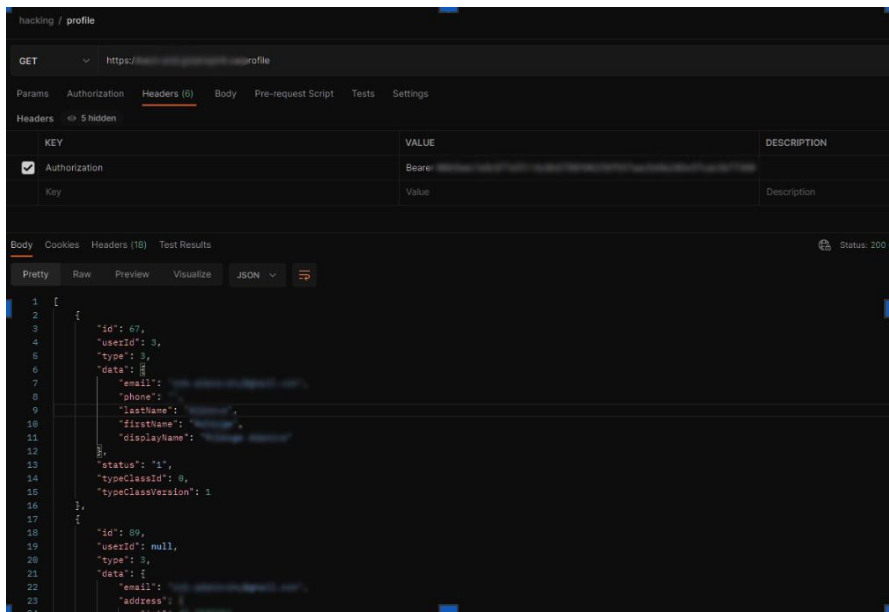 hacking / profile
GET https:/ rofile
Params Authorization Headers (6) Body Pre-request Script Tests Settings
Headers 5 hidden
KEY VALUE DESCRIPTION
Authorization Beare
Key Value Description
Body Cookies Headers (18) Test Results Status: 200
Pretty Raw Preview Visualize JSON
1 [
2 {
3 "id": 67,
4 "userId": 3,
5 "type": 3,
6 "data": {
7 "email": "
8 "phone": "",
9 "lastName": " ",
10 "firstName": " ",
11 "displayName": " "
12 },
13 "status": "1",
14 "typeClassId": 0,
15 "typeClassVersion": 1
16 },
17 {
18 "id": 89,
19 "userId": null,
20 "type": 3,
21 "data": {
22 "email": "
23 "address": {